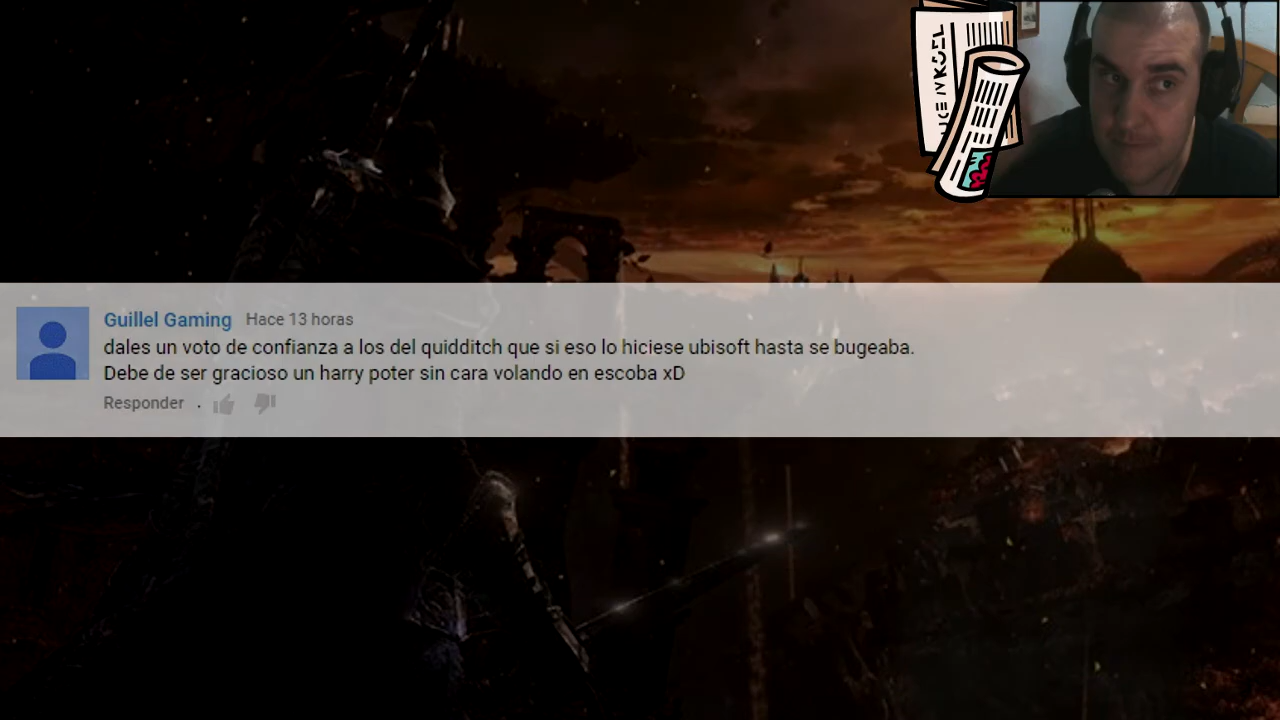 Guillel Gaming Hace 13 horas
dales un voto de confianza a los del quidditch que si eso lo hiciese ubisoft hasta se bugeaba.
Debe de ser gracioso un harry poter sin cara volando en escoba xD
Responder .